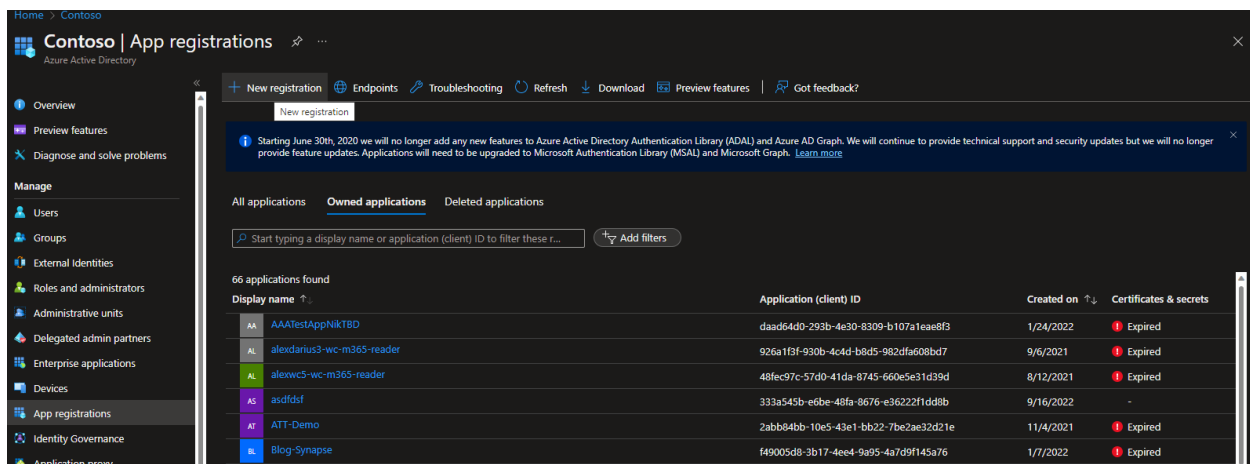 Home > Contoso
Contoso | App registrations
Azure Active Directory
New registration
Endpoints
Troubleshooting
Refresh
Download
Preview features
Got feedback?
New registration
Overview
Preview features
Diagnose and solve problems
Manage
Users
Groups
External Identities
Roles and administrators
Administrative units
Delegated admin partners
Enterprise applications
Devices
App registrations
Identity Governance
Application proxy
Starting June 30th, 2020 we will no longer add any new features to Azure Active Directory Authentication Library (ADAL) and Azure AD Graph. We will continue to provide technical support and security updates but we will no longer
provide feature updates. Applications will need to be upgraded to Microsoft Authentication Library (MSAL) and Microsoft Graph. Learn more
All applications Owned applications Deleted applications
Start typing a display name or application (client) ID to filter these r...
Add filters
66 applications found
Display name Application (client) ID Created on Certificates & secrets
AA AAATestAppNikTBD daad64d0-293b-4e30-8309-b107a1eae8f3 1/24/2022 Expired
AL alexdarius3-wc-m365-reader 926a1f3f-930b-4c4d-b8d5-982dfa608bd7 9/6/2021 Expired
AL alexwc5-wc-m365-reader 48fec97c-57d0-41da-8745-660e5e31d39d 8/12/2021 Expired
AS asdfdsf 333a545b-e6be-48fa-8676-e36222f1dd8b 9/16/2022 -
AT ATT-Demo 2abb84bb-10e5-43e1-bb22-7be2ae32d21e 11/4/2021 Expired
BL Blog-Synapse f49005d8-3b17-4ee4-9a95-4a7d9f145a76 1/7/2022 Expired